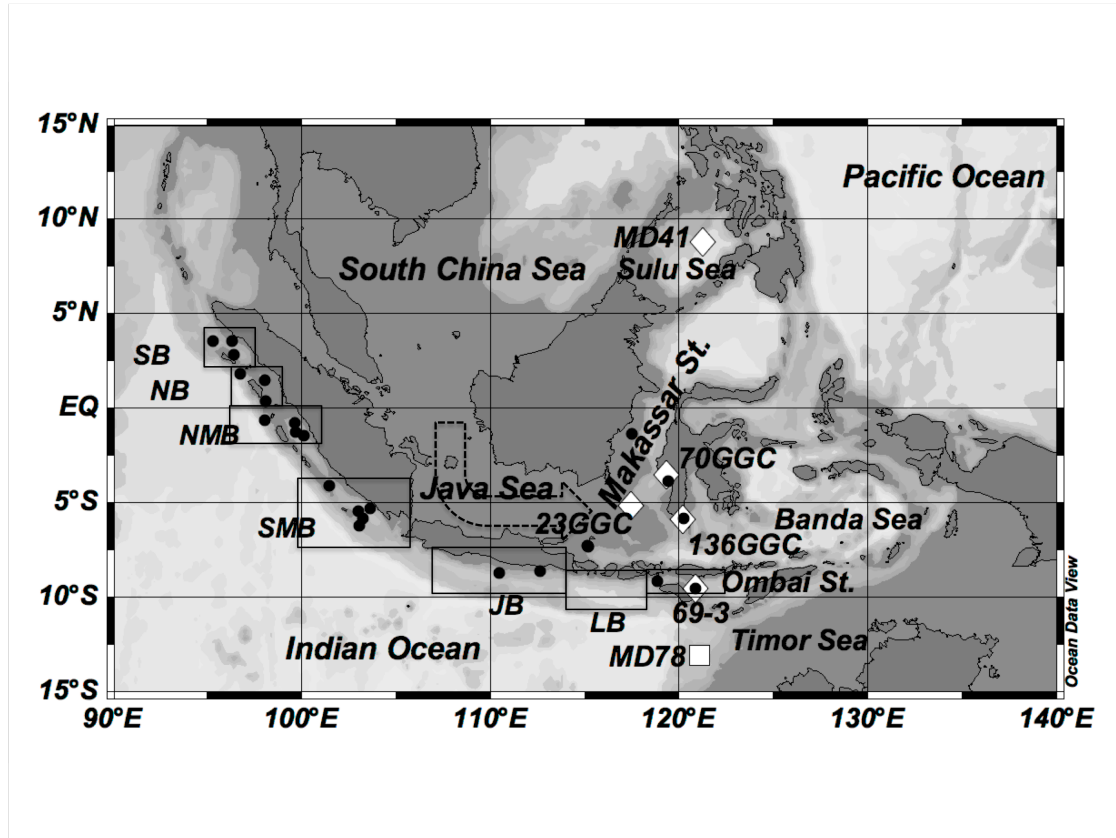 15°N
10°N
5°N
EQ
5°S
10°S
15°S
90°E
100°E
110°E
120°E
130°E
140°E
Pacific Ocean
MD41
Sulu Sea
South China Sea
Makassar St.
SB
NB
NMB
SMB
Java Sea
70GGC
23GGC
Banda Sea
136GGC
Ombai St.
JB
LB
69-3
Indian Ocean
Timor Sea
MD78
Ocean Data View